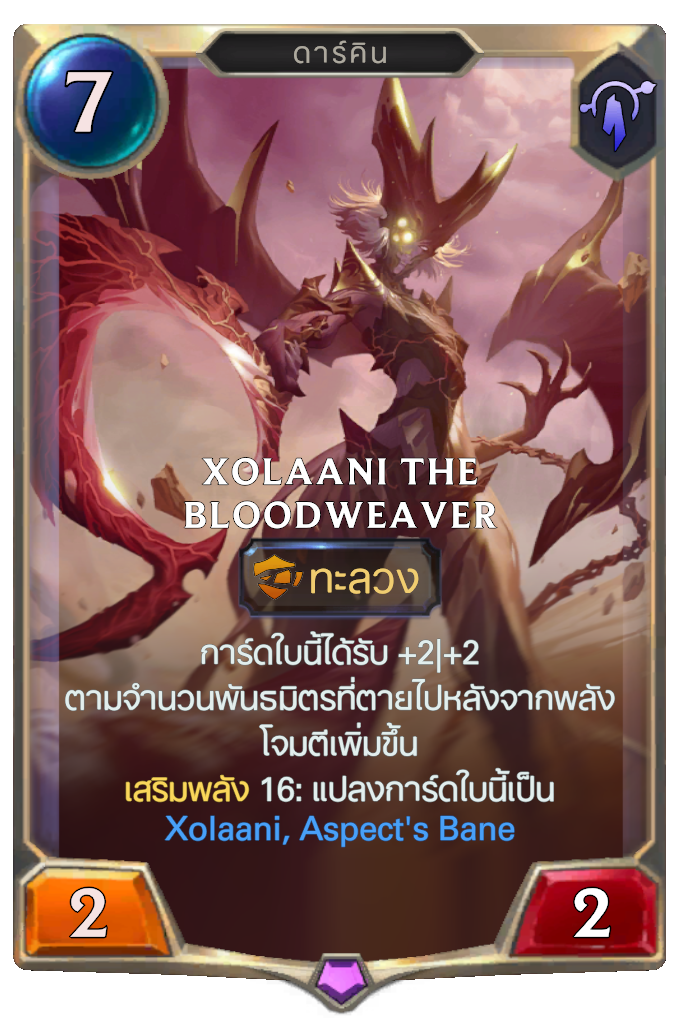 7
ดาร์คิน
XOLAANI THE
BLOODWEAVER
ทะลวง
การ์ดใบนี้ได้รับ +2|+2
ตามจำนวนพันธมิตรที่ตายไปหลังจากพลัง
โจมตีเพิ่มขึ้น
เสริมพลัง 16: แปลงการ์ดใบนี้เป็น
Xolaani, Aspect's Bane
2
2